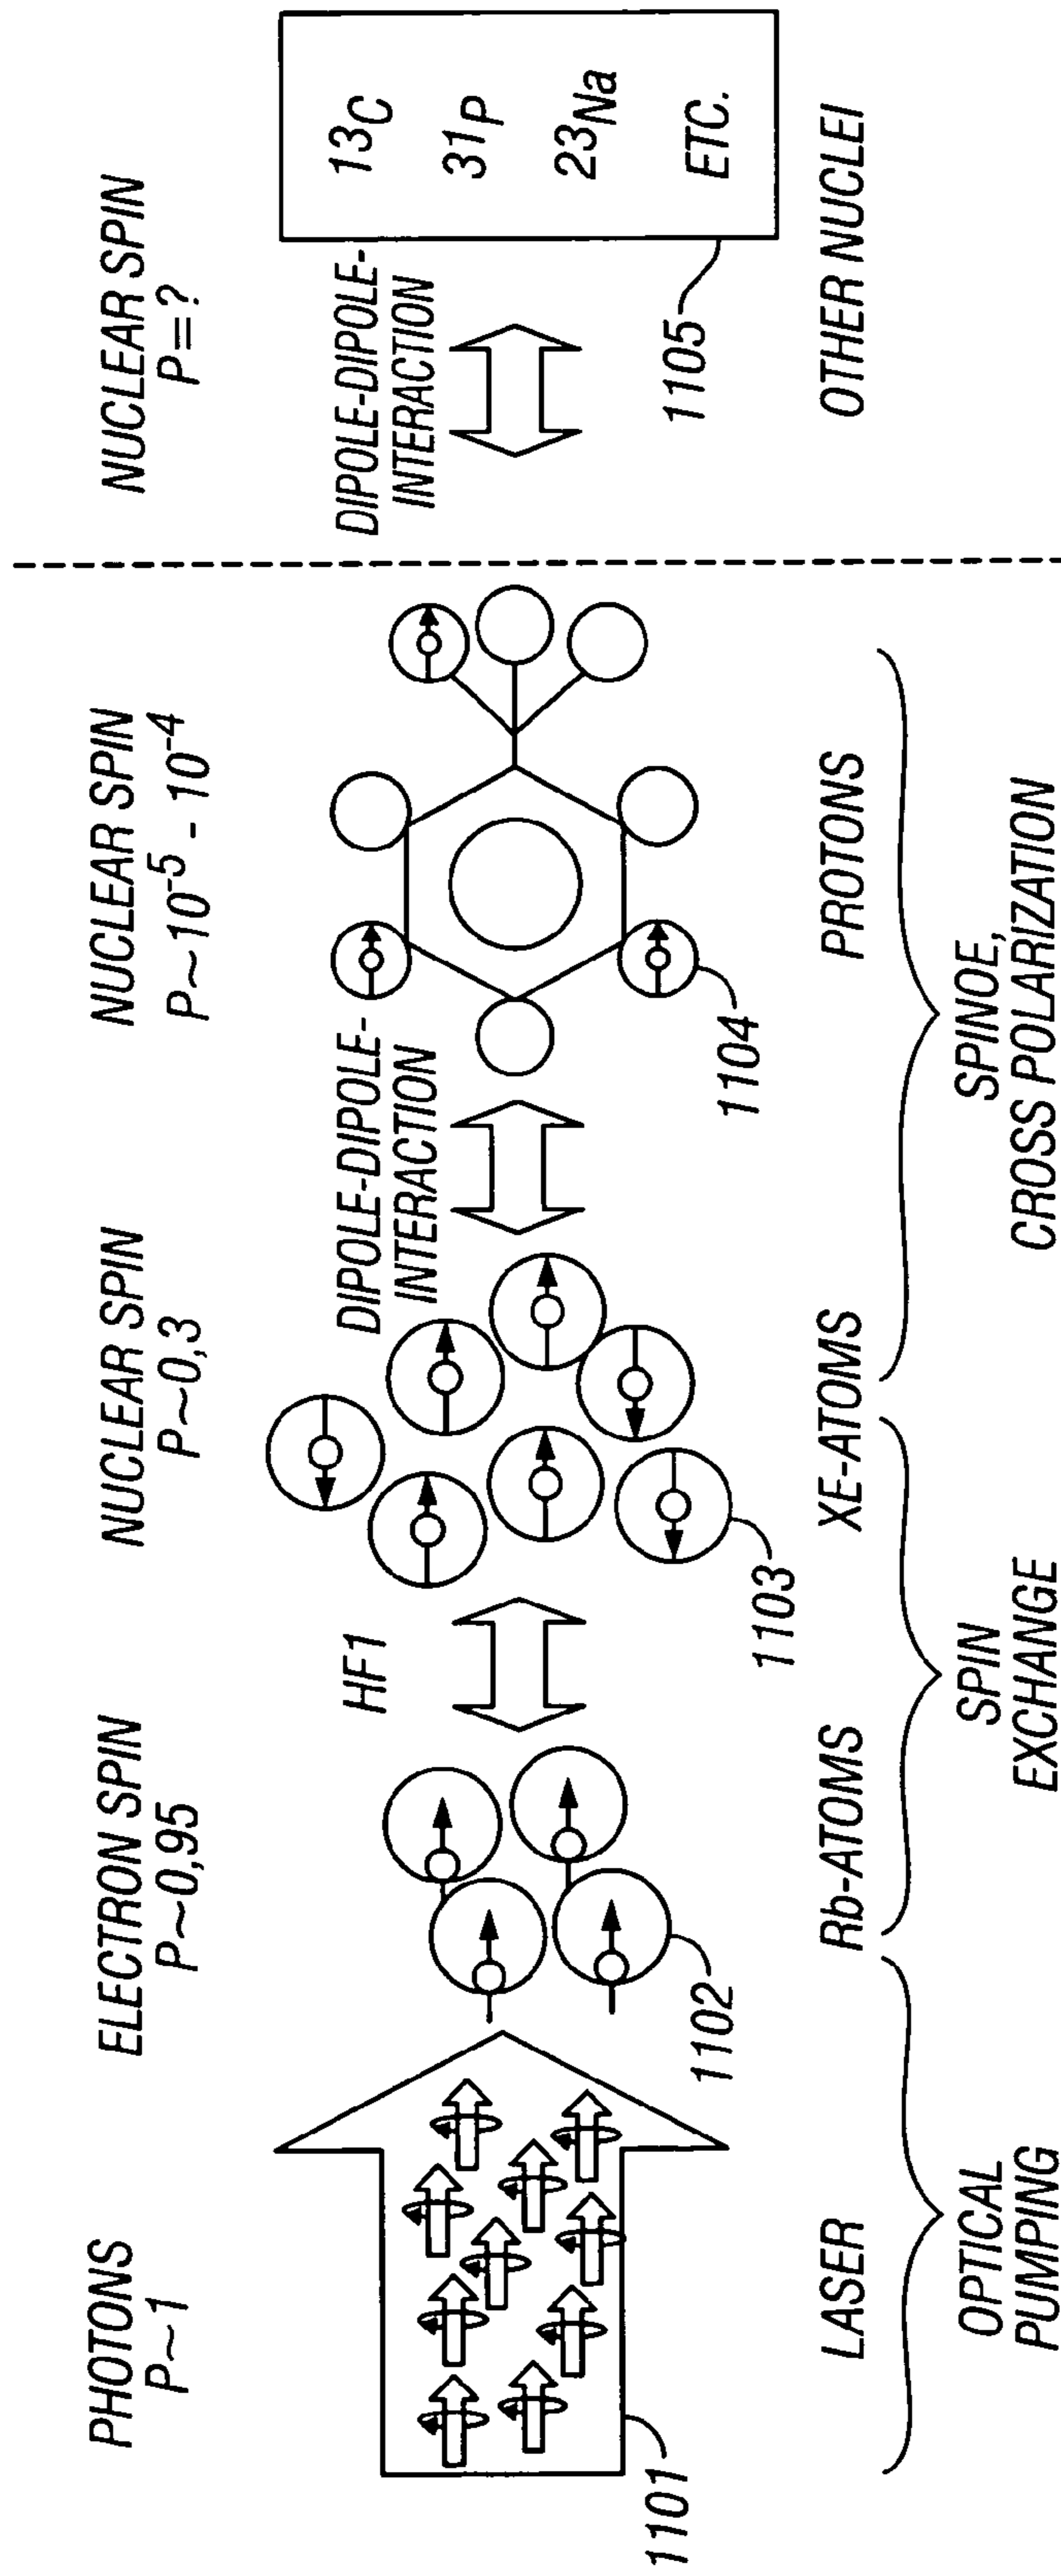 PHOTONS
P~1
ELECTRON SPIN
P~0,95
NUCLEAR SPIN
P~0,3
NUCLEAR SPIN
P~10-5 - 10-4
NUCLEAR SPIN
P=?
HF1
DIPOLE-DIPOLE-
INTERACTION
DIPOLE-DIPOLE-
INTERACTION
13C
31P
23Na
ETC.
1101
1102
1103
1104
1105
LASER
Rb-ATOMS
XE-ATOMS
PROTONS
OTHER NUCLEI
OPTICAL
PUMPING
SPIN
EXCHANGE
SPINOE,
CROSS POLARIZATION